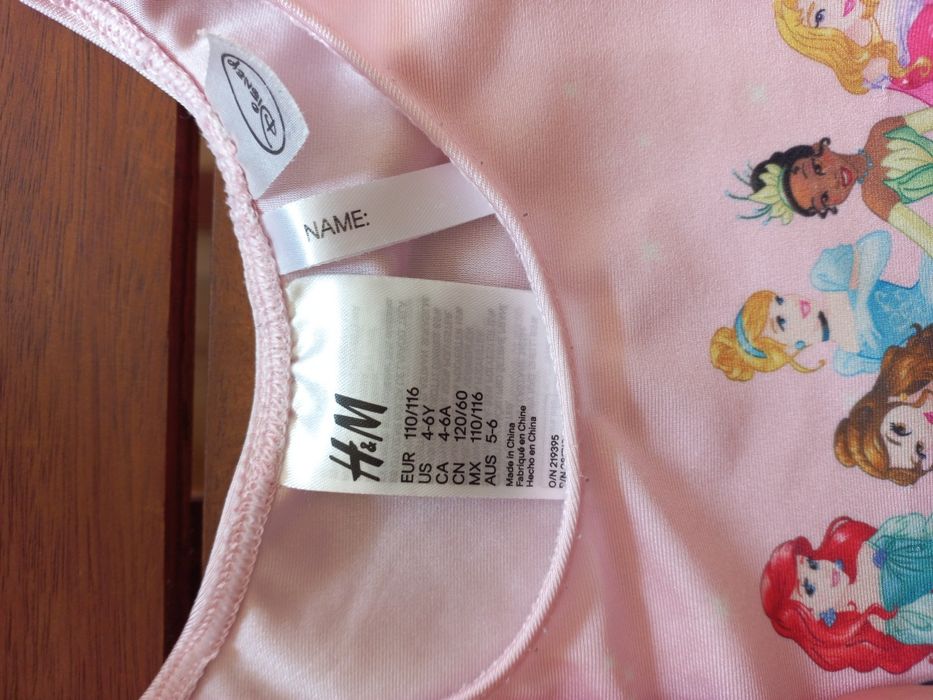 Disney
NAME:
H&M
EUR 110/116
US 4-6Y
CA 4-6A
CN 120/60
MX 110/116
AUS 5-6
Made in China
Fabriqué en Chine
Hecho en China
O/N 219395